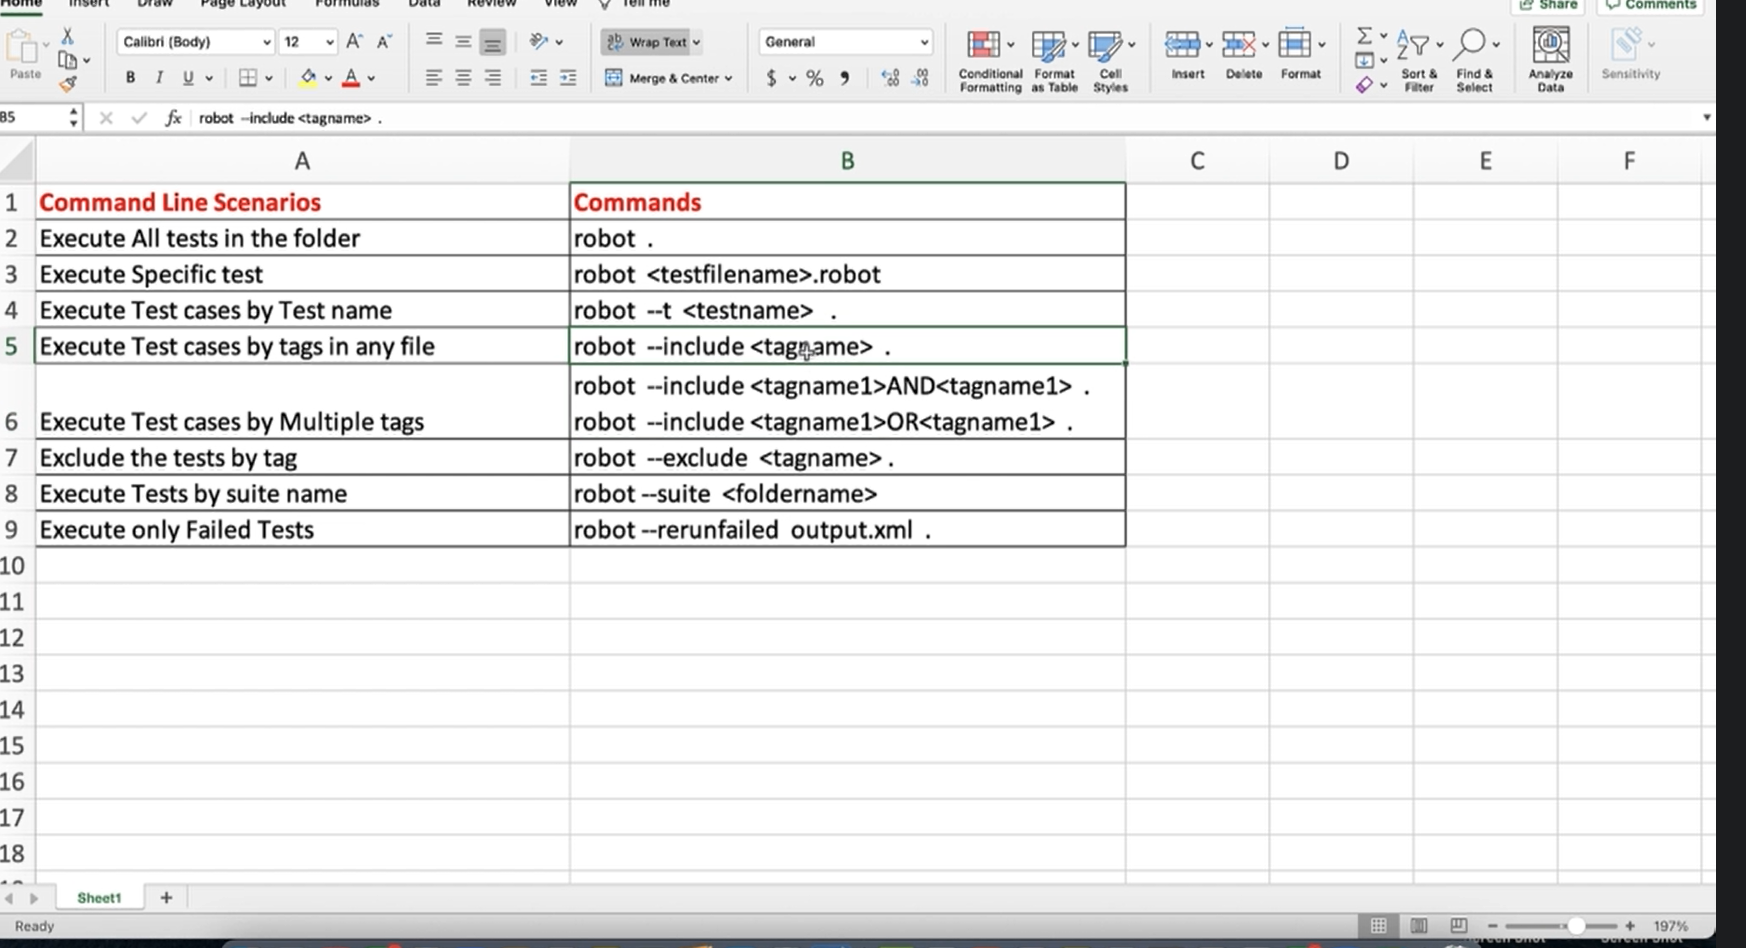 Home Insert Draw Page Layout Formulas Data Review View Tell me Share Comments
Calibri (Body) 12 Wrap Text General
Paste B I U Merge & Center $ % Conditional Formatting Format as Table Cell Styles Insert Delete Format Sort & Filter Find & Select Analyze Data Sensitivity
B5 fx robot --include <tagname> .
A B C D E F
1 Command Line Scenarios Commands
2 Execute All tests in the folder robot .
3 Execute Specific test robot <testfilename>.robot
4 Execute Test cases by Test name robot --t <testname> .
5 Execute Test cases by tags in any file robot --include <tagname> .
robot --include <tagname1>AND<tagname1> .
6 Execute Test cases by Multiple tags robot --include <tagname1>OR<tagname1> .
7 Exclude the tests by tag robot --exclude <tagname> .
8 Execute Tests by suite name robot --suite <foldername>
9 Execute only Failed Tests robot --rerunfailed output.xml .
10
11
12
13
14
15
16
17
18
Sheet1 +
Ready 197%